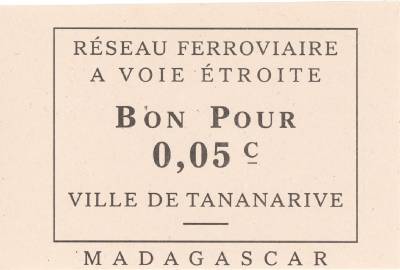 RÉSEAU FERROVIAIRE
A VOIE ÉTROITE
BON POUR
0,05 C
VILLE DE TANANARIVE
MADAGASCAR